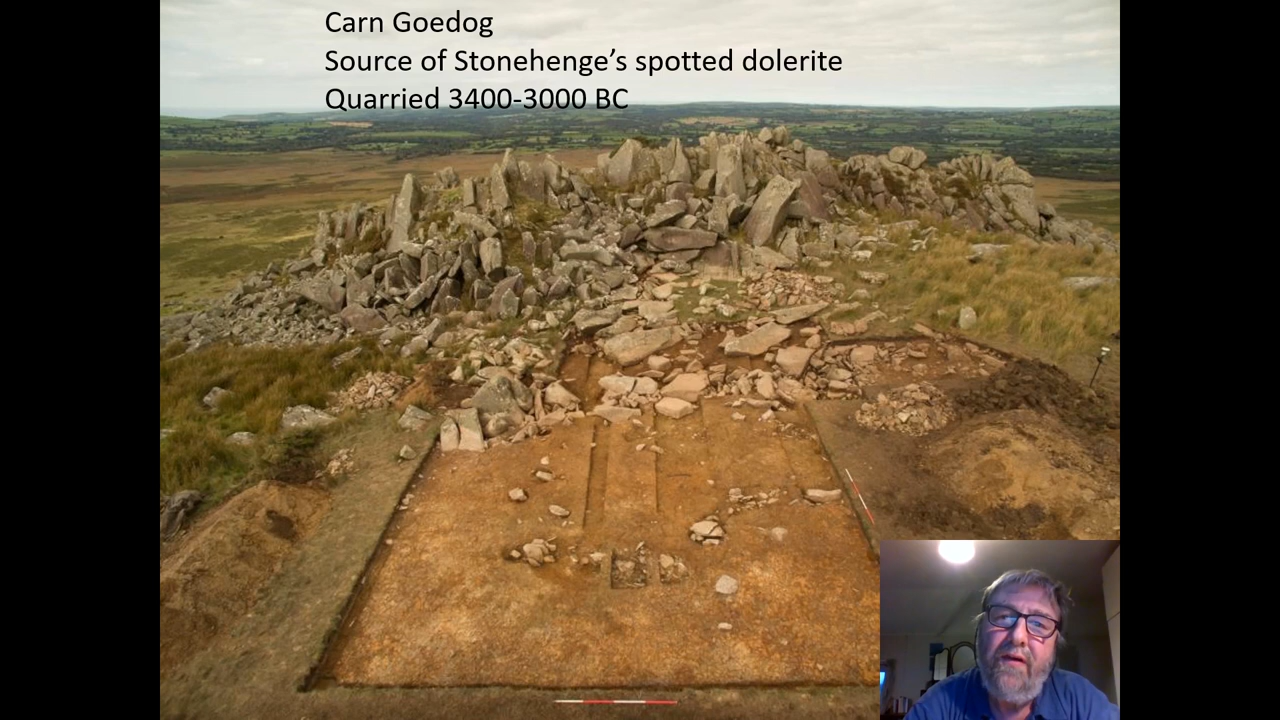 Carn Goedog
Source of Stonehenge’s spotted dolerite
Quarried 3400-3000 BC